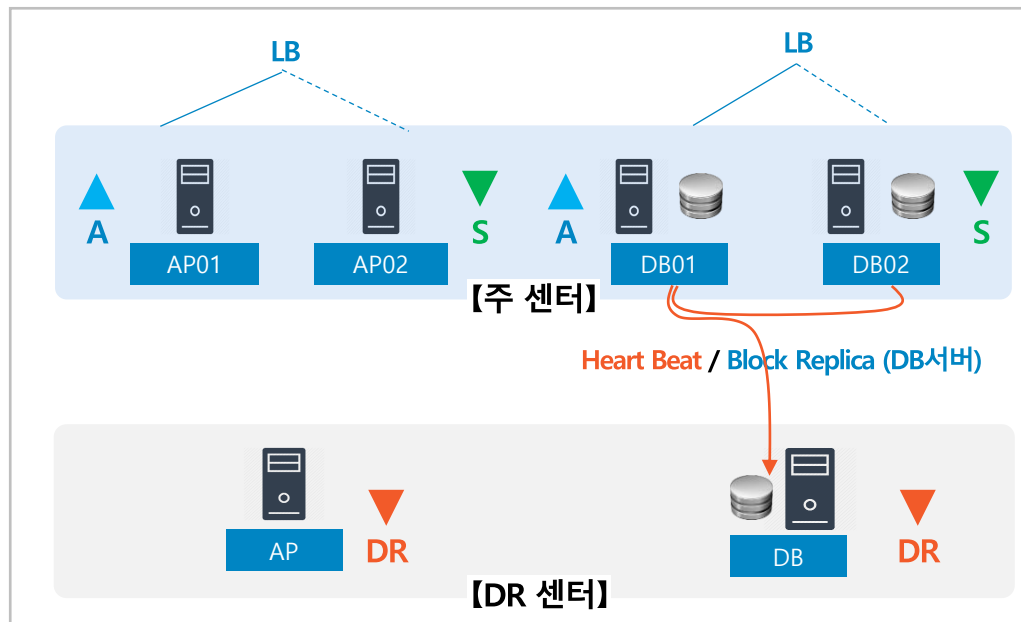 LB
LB
A
S
A
S
AP01
AP02
DB01
DB02
【주 센터】
Heart Beat / Block Replica (DB서버)
AP
DR
DB
DR
【DR 센터】